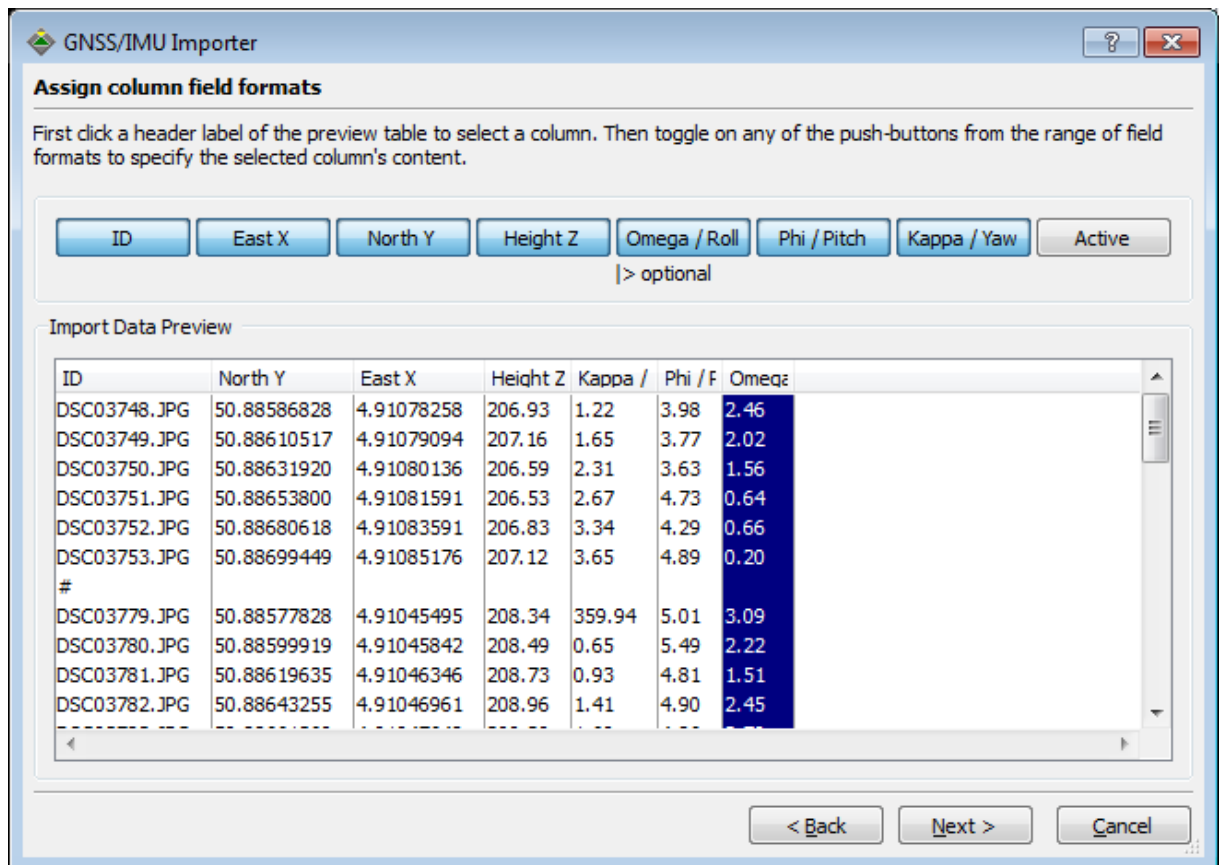 GNSS/IMU Importer
Assign column field formats
First click a header label of the preview table to select a column. Then toggle on any of the push-buttons from the range of field
formats to specify the selected column's content.
ID East X North Y Height Z Omega / Roll Phi / Pitch Kappa / Yaw Active
|> optional
Import Data Preview
ID North Y East X Height Z Kappa / Phi / P Omega
DSC03748.JPG 50.88586828 4.91078258 206.93 1.22 3.98 2.46
DSC03749.JPG 50.88610517 4.91079094 207.16 1.65 3.77 2.02
DSC03750.JPG 50.88631920 4.91080136 206.59 2.31 3.63 1.56
DSC03751.JPG 50.88653800 4.91081591 206.53 2.67 4.73 0.64
DSC03752.JPG 50.88680618 4.91083591 206.83 3.34 4.29 0.66
DSC03753.JPG 50.88699449 4.91085176 207.12 3.65 4.89 0.20
#
DSC03779.JPG 50.88577828 4.91045495 208.34 359.94 5.01 3.09
DSC03780.JPG 50.88599919 4.91045842 208.49 0.65 5.49 2.22
DSC03781.JPG 50.88619635 4.91046346 208.73 0.93 4.81 1.51
DSC03782.JPG 50.88643255 4.91046961 208.96 1.41 4.90 2.45
< Back Next > Cancel